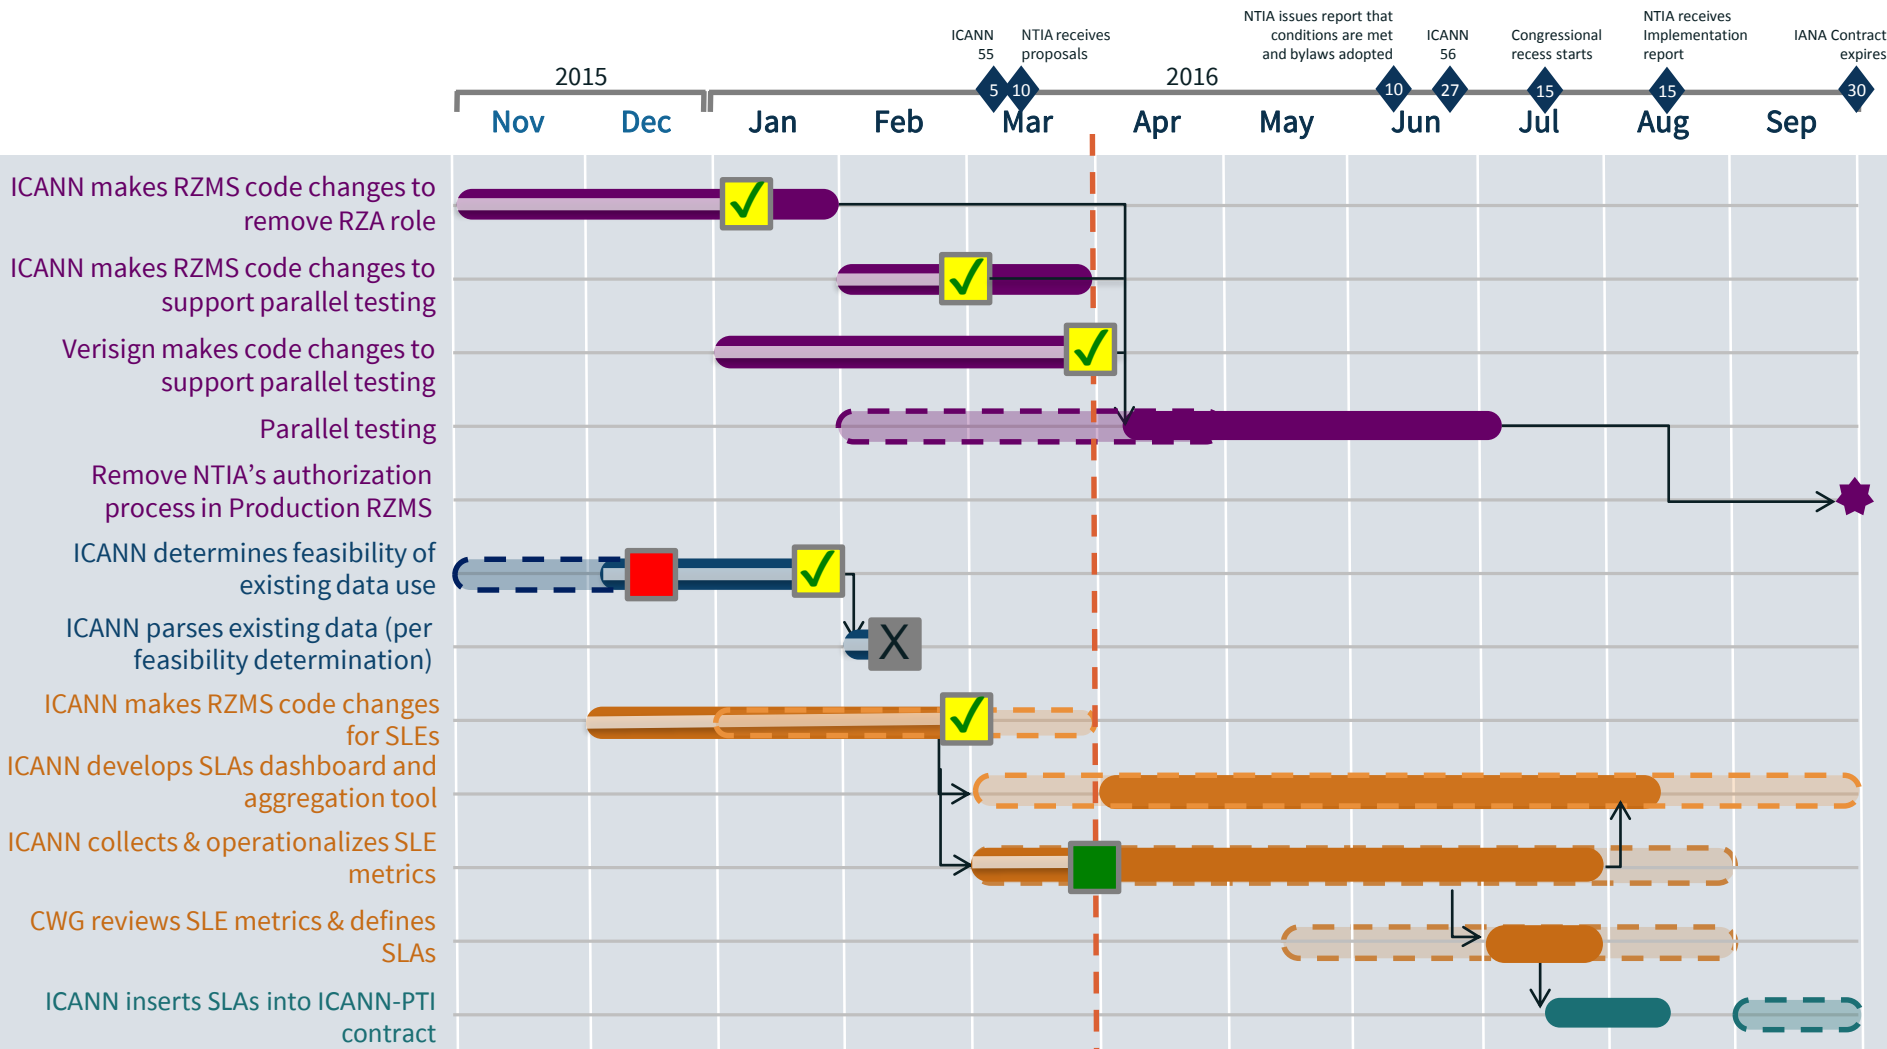 NTIA issues report that
conditions are met
and bylaws adopted
NTIA receives
Implementation
report
ICANN
55
NTIA receives
proposals
ICANN
56
Congressional
recess starts
IANA Contract
expires
2015
2016
5
10
10
27
15
15
30
Nov
Dec
Jan
Feb
Mar
Apr
May
Jun
Jul
Aug
Sep
ICANN makes RZMS code changes to
remove RZA role
ICANN makes RZMS code changes to
support parallel testing
Verisign makes code changes to
support parallel testing
Parallel testing
Remove NTIA’s authorization
process in Production RZMS
ICANN determines feasibility of
existing data use
ICANN parses existing data (per
feasibility determination)
X
ICANN makes RZMS code changes
for SLEs
ICANN develops SLAs dashboard and
aggregation tool
ICANN collects & operationalizes SLE
metrics
CWG reviews SLE metrics & defines
SLAs
ICANN inserts SLAs into ICANN-PTI
contract